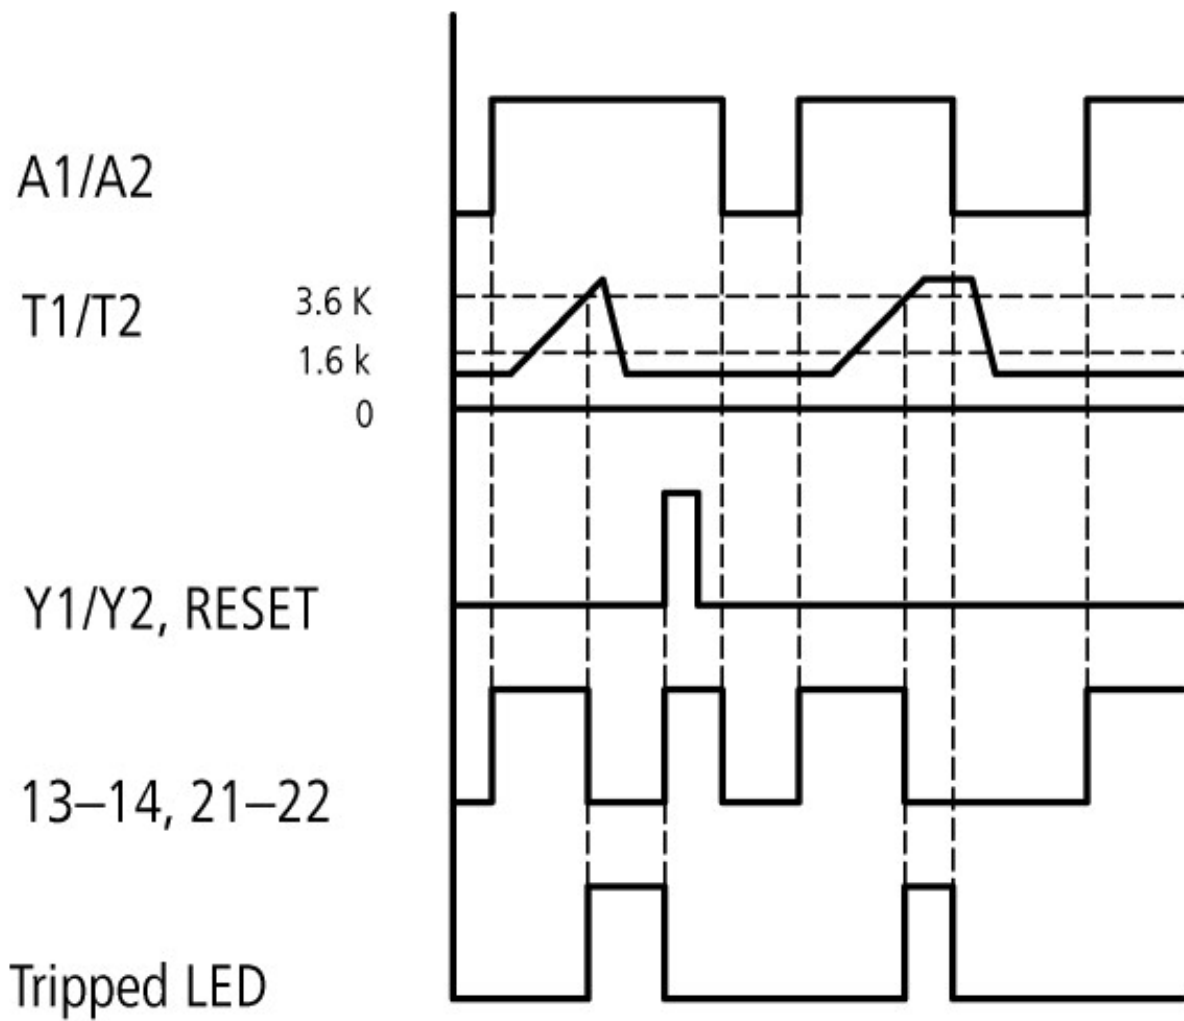 A1/A2
T1/T2
3.6 K
1.6 k
0
Y1/Y2, RESET
13–14, 21–22
Tripped LED